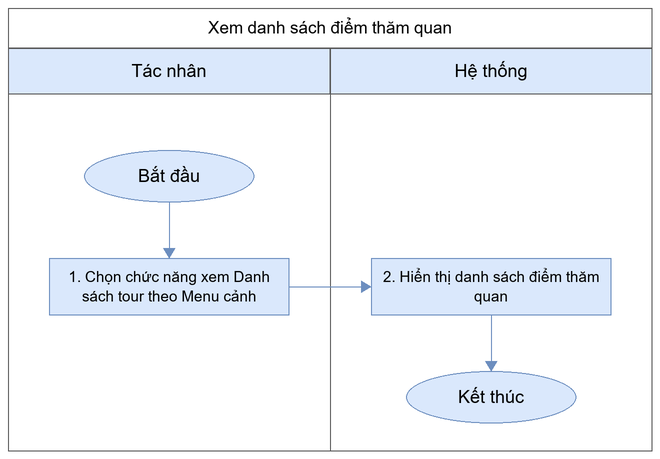 Xem danh sách điểm thăm quan
Tác nhân
Hệ thống
Bắt đầu
1. Chọn chức năng xem Danh
sách tour theo Menu cảnh
2. Hiển thị danh sách điểm thăm
quan
Kết thúc